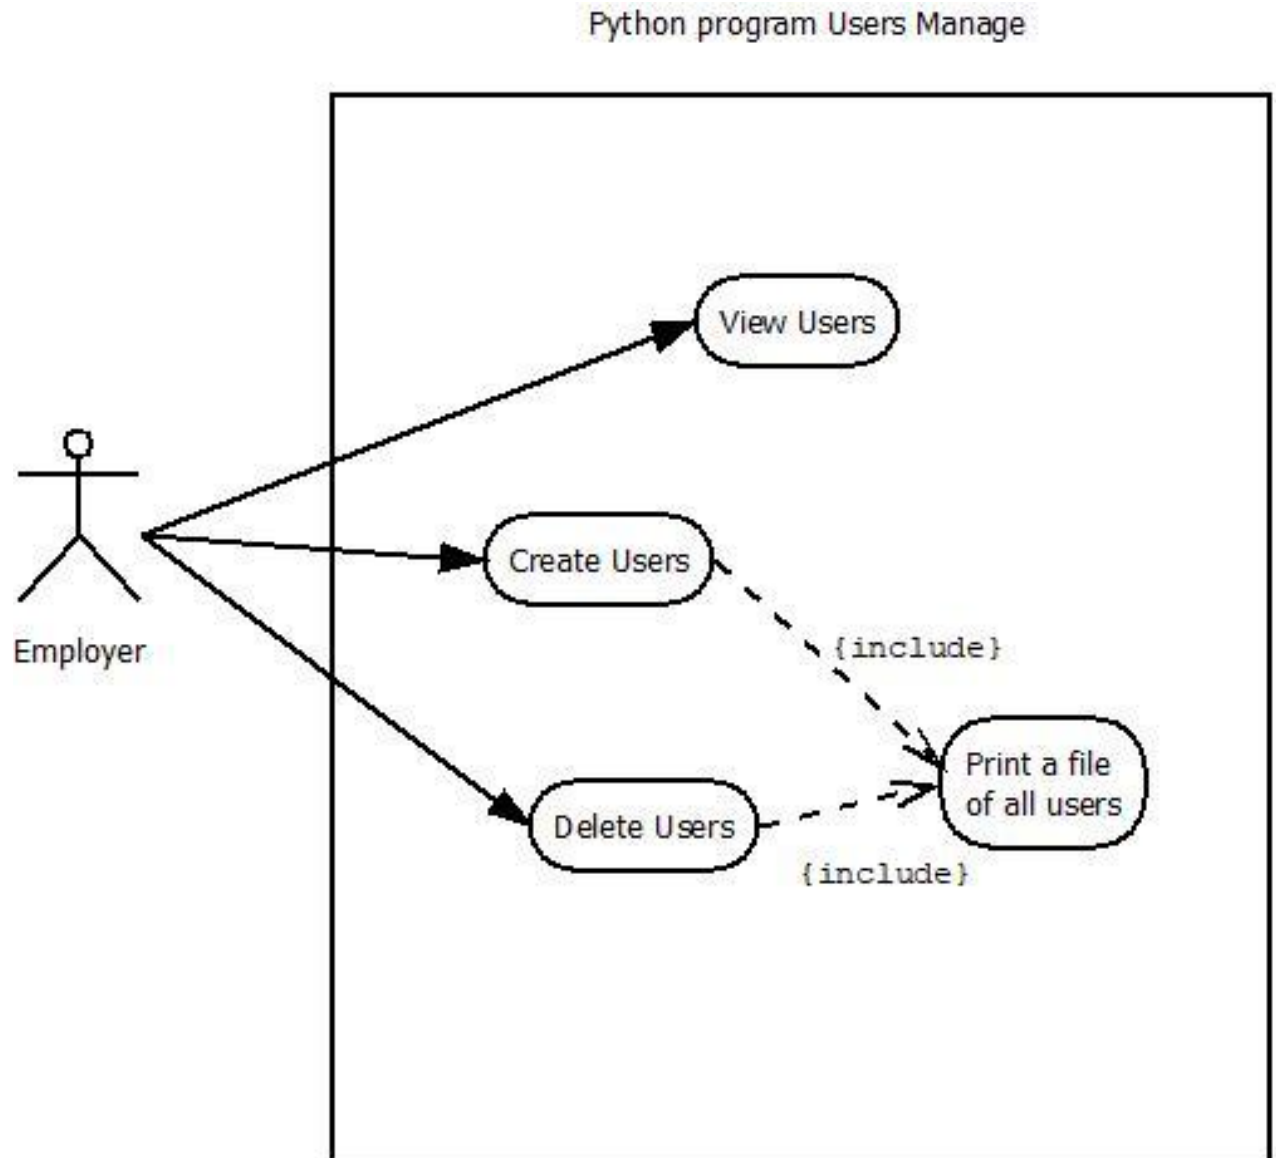 Python program Users Manage
View Users
Create Users
{include}
Employer
Print a file
of all users
Delete Users
{include}